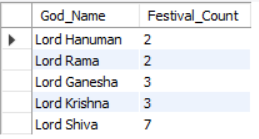 God_Name Festival_Count
Lord Hanuman 2
Lord Rama 2
Lord Ganesha 3
Lord Krishna 3
Lord Shiva 7